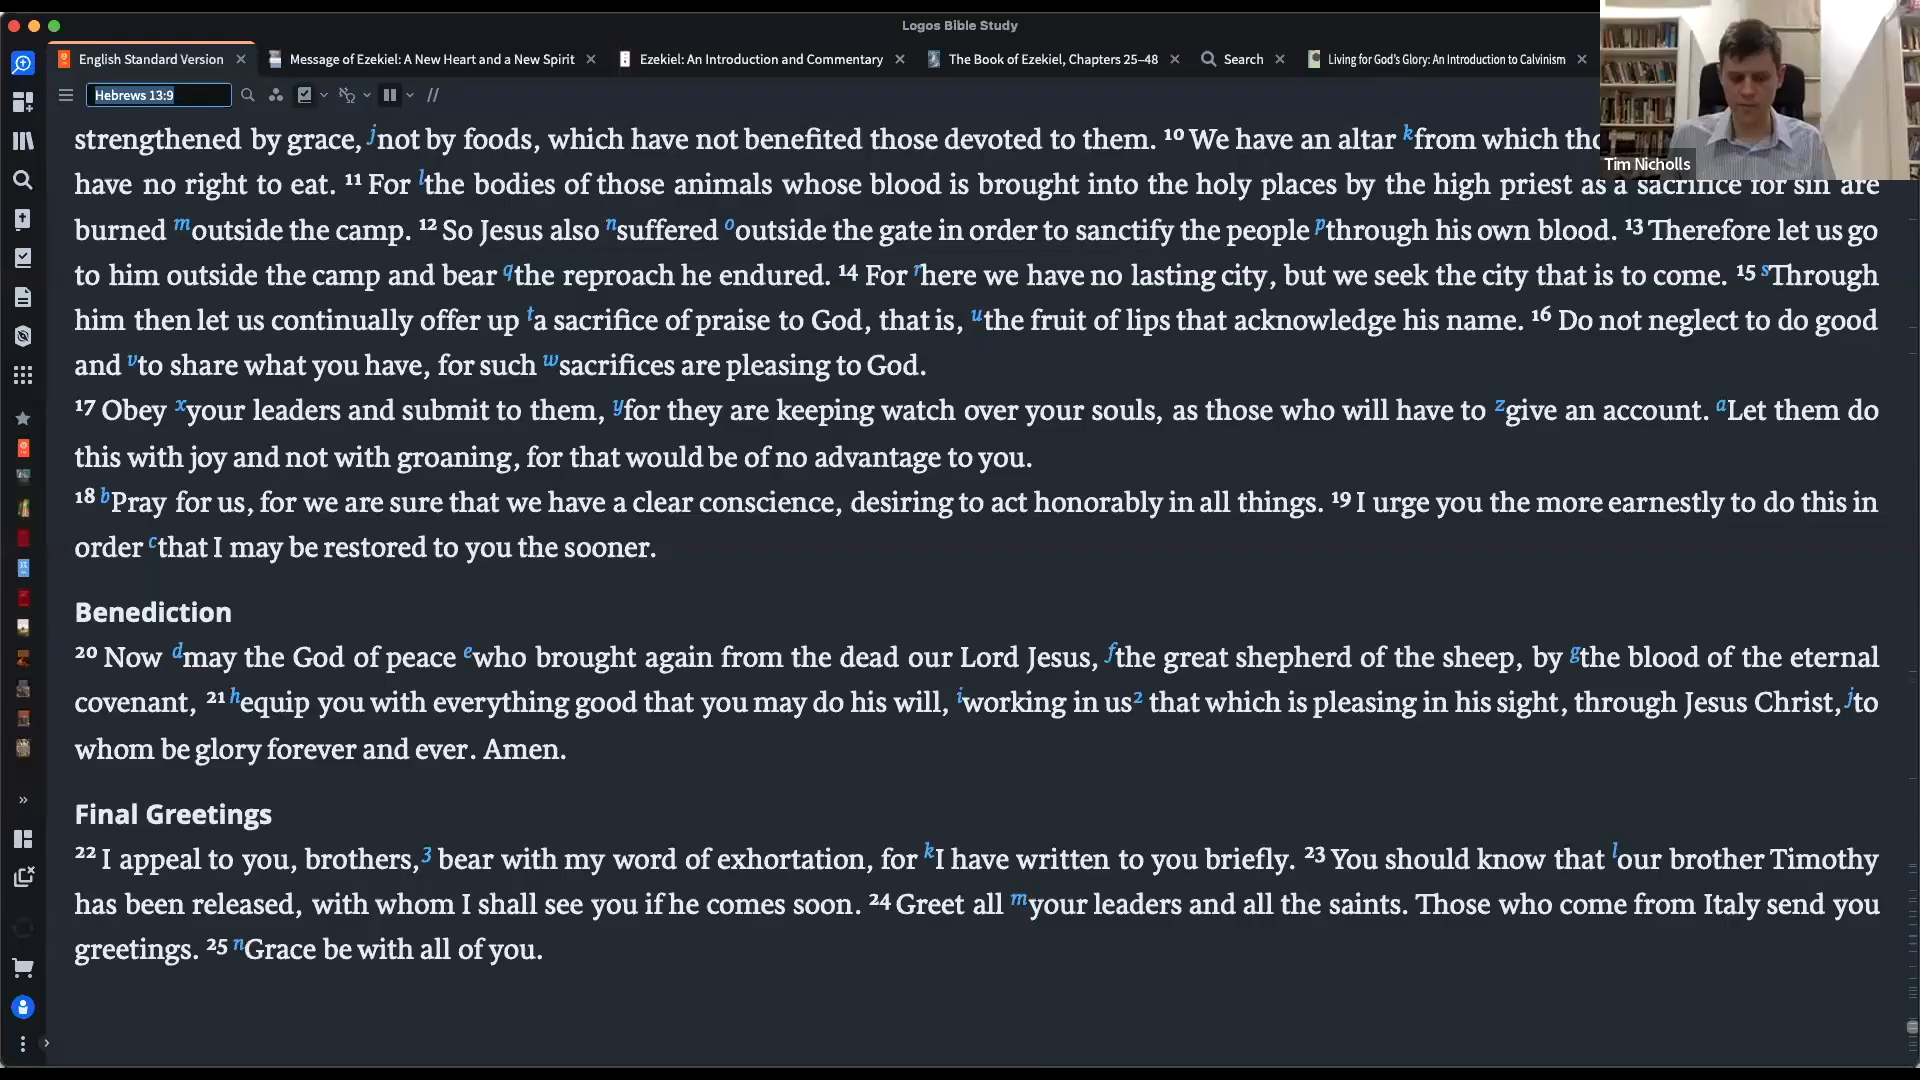 Logos Bible Study
English Standard Version
Message of Ezekiel: A New Heart and a New Spirit
Ezekiel: An Introduction and Commentary
The Book of Ezekiel, Chapters 25–48
Search
Living for God's Glory: An Introduction to Calvinism
Hebrews 13:9
//
Tim Nicholls
strengthened by grace, j not by foods, which have not benefited those devoted to them. 10 We have an altar k from which tho
have no right to eat. 11 For l the bodies of those animals whose blood is brought into the holy places by the high priest as a sacrifice for sin are
burned m outside the camp. 12 So Jesus also n suffered o outside the gate in order to sanctify the people p through his own blood. 13 Therefore let us go
to him outside the camp and bear q the reproach he endured. 14 For r here we have no lasting city, but we seek the city that is to come. 15 s Through
him then let us continually offer up t a sacrifice of praise to God, that is, u the fruit of lips that acknowledge his name. 16 Do not neglect to do good
and v to share what you have, for such w sacrifices are pleasing to God.
17 Obey x your leaders and submit to them, y for they are keeping watch over your souls, as those who will have to z give an account. a Let them do
this with joy and not with groaning, for that would be of no advantage to you.
18 b Pray for us, for we are sure that we have a clear conscience, desiring to act honorably in all things. 19 I urge you the more earnestly to do this in
order c that I may be restored to you the sooner.
Benediction
20 Now d may the God of peace e who brought again from the dead our Lord Jesus, f the great shepherd of the sheep, by g the blood of the eternal
covenant, 21 h equip you with everything good that you may do his will, i working in us 2 that which is pleasing in his sight, through Jesus Christ, j to
whom be glory forever and ever. Amen.
Final Greetings
22 I appeal to you, brothers, 3 bear with my word of exhortation, for k I have written to you briefly. 23 You should know that l our brother Timothy
has been released, with whom I shall see you if he comes soon. 24 Greet all m your leaders and all the saints. Those who come from Italy send you
greetings. 25 n Grace be with all of you.